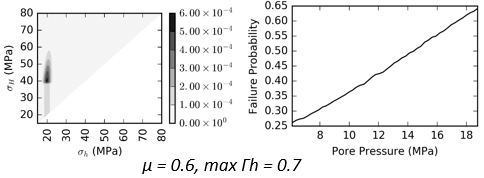 80
70
60
50
40
30
20
σH (MPa)
20 30 40 50 60 70 80
σh (MPa)
6.00 × 10⁻⁴
5.00 × 10⁻⁴
4.00 × 10⁻⁴
3.00 × 10⁻⁴
2.00 × 10⁻⁴
1.00 × 10⁻⁴
0.00 × 10⁰
0.65
0.60
0.55
0.50
0.45
0.40
0.35
0.30
0.25
Failure Probability
8 10 12 14 16 18
Pore Pressure (MPa)
μ = 0.6, max Γh = 0.7